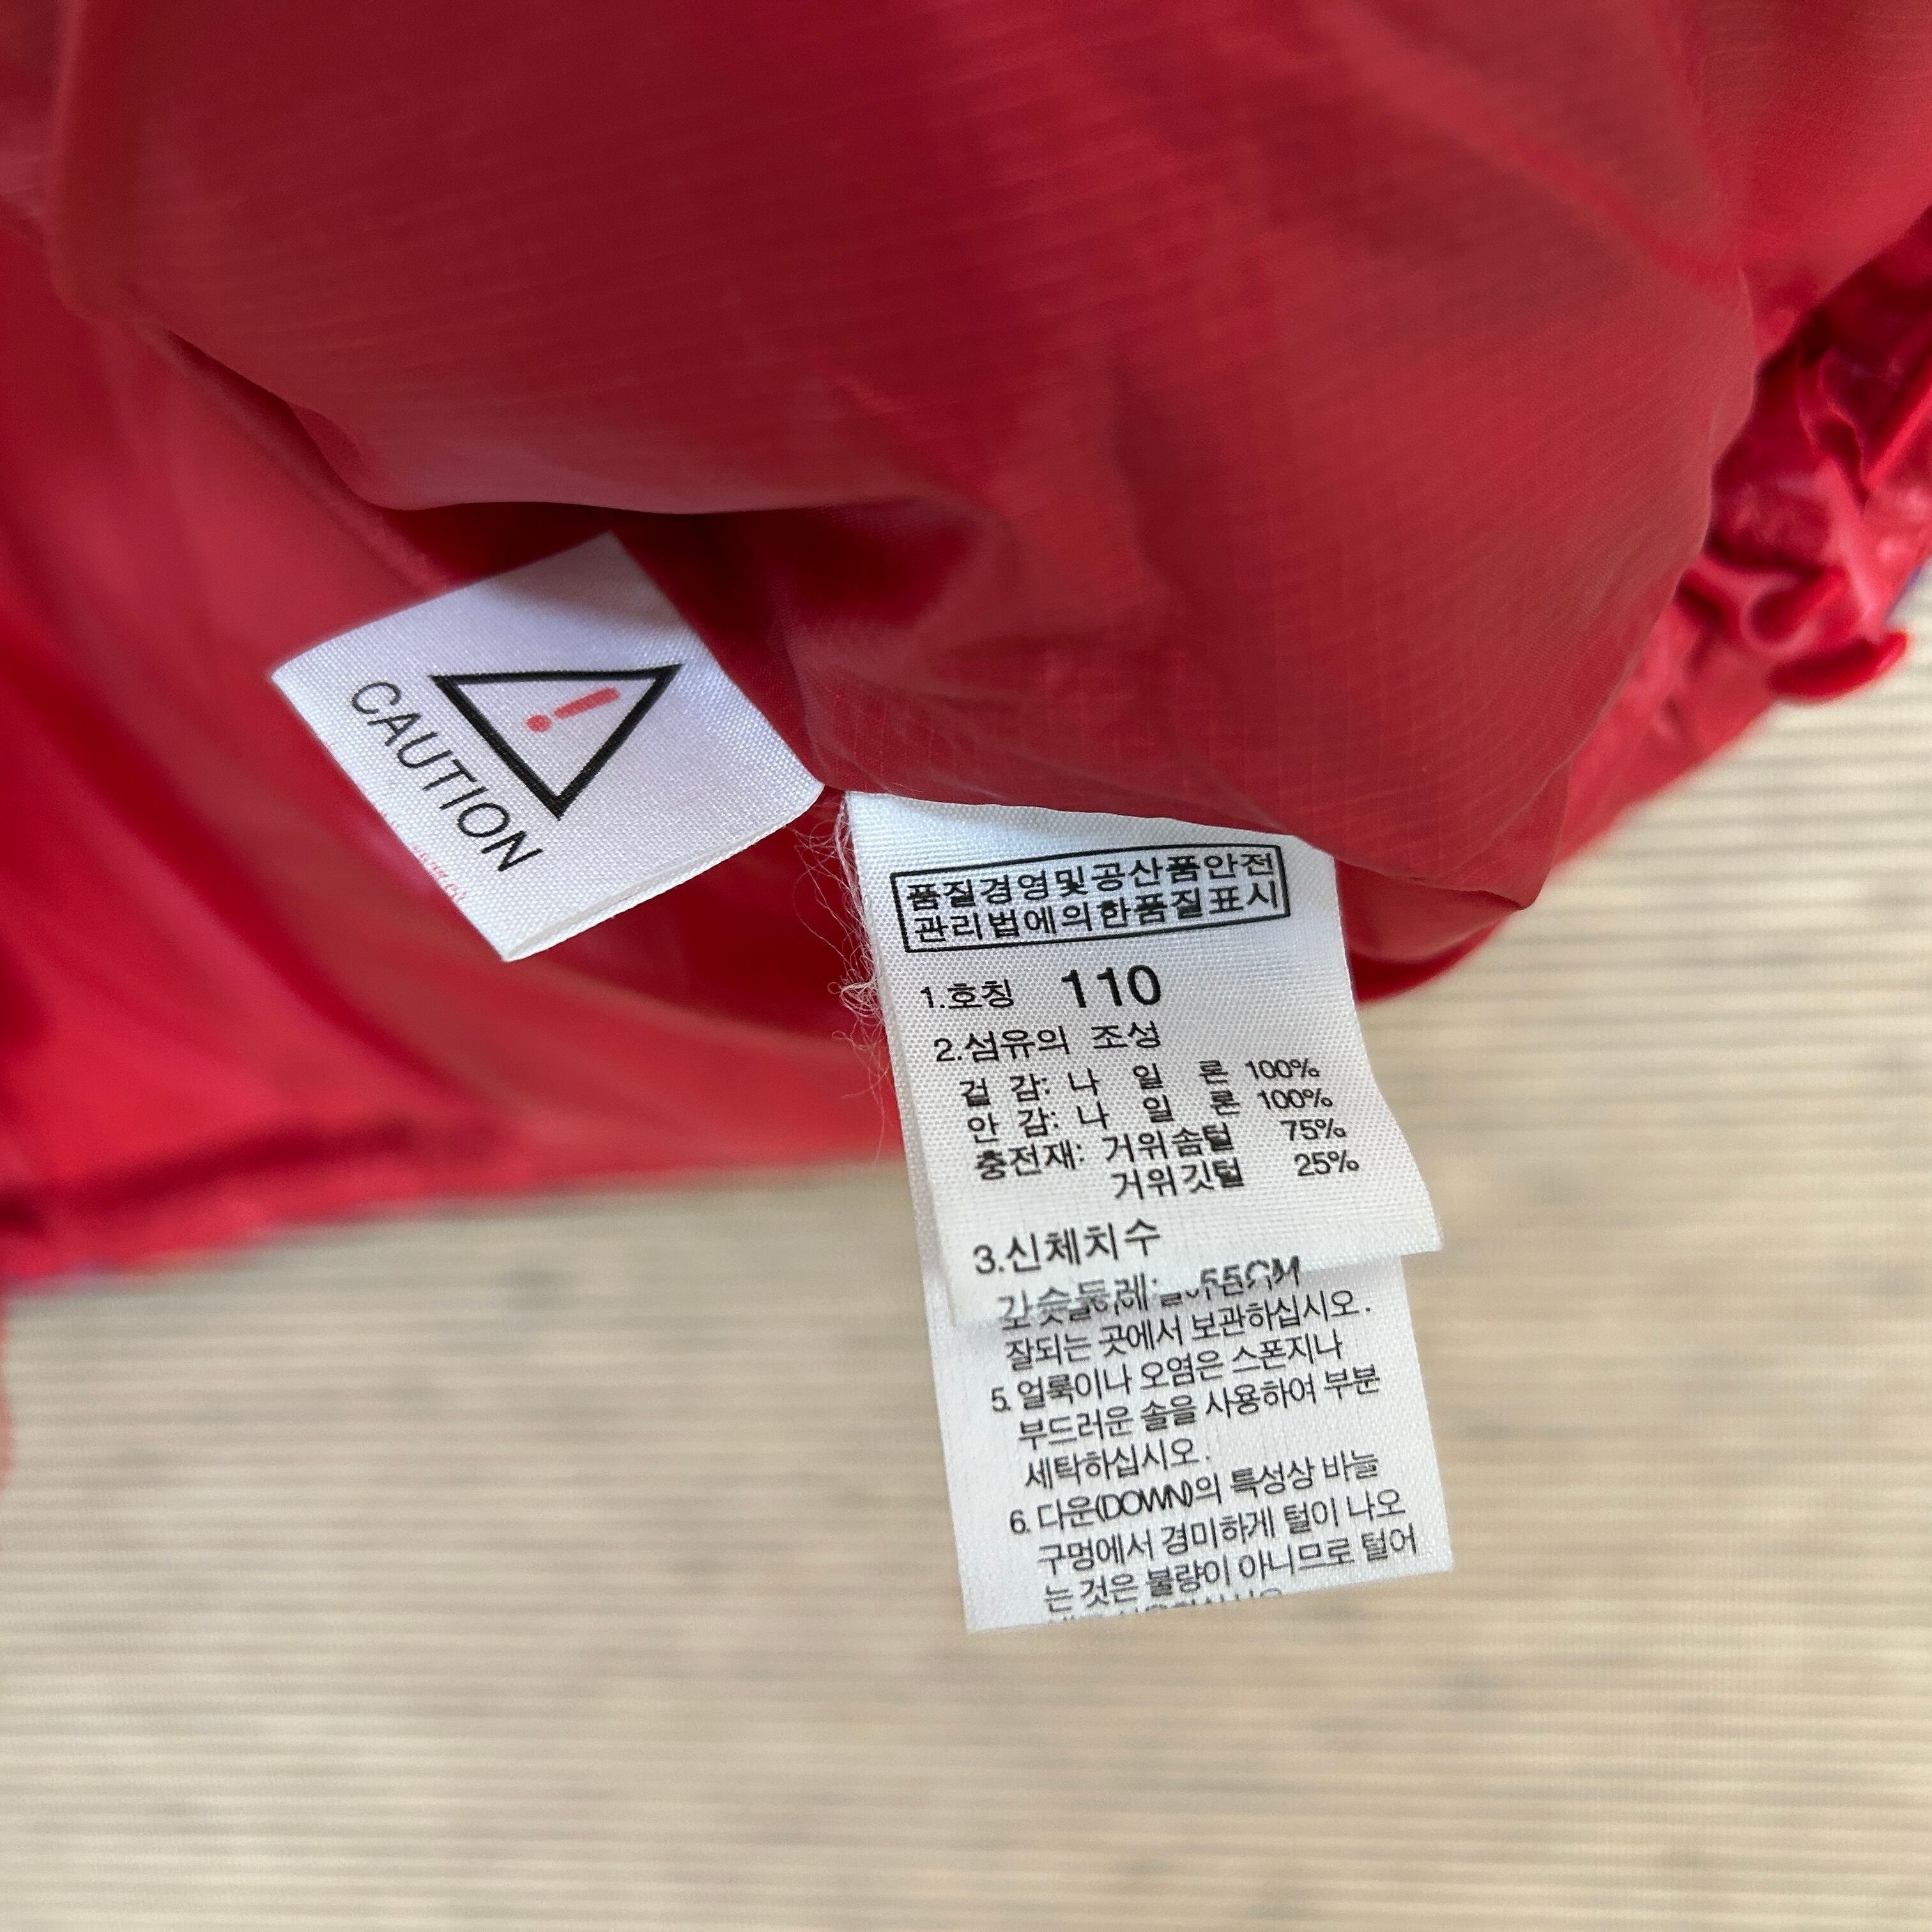 CAUTION
품질경영및공산품안전
관리법에의한품질표시
1.호칭 110
2.섬유의 조성
겉 감: 나 일 론 100%
안 감: 나 일 론 100%
충전재: 거위솜털 75%
거위깃털 25%
3.신체치수
가슴둘레: 55CM
잘되는 곳에서 보관하십시오.
5. 얼룩이나 오염은 스폰지나
부드러운 솔을 사용하여 부분
세탁하십시오.
6. 다운(DOWN)의 특성상 바늘
구멍에서 경미하게 털이 나오
는 것은 불량이 아니므로 털어